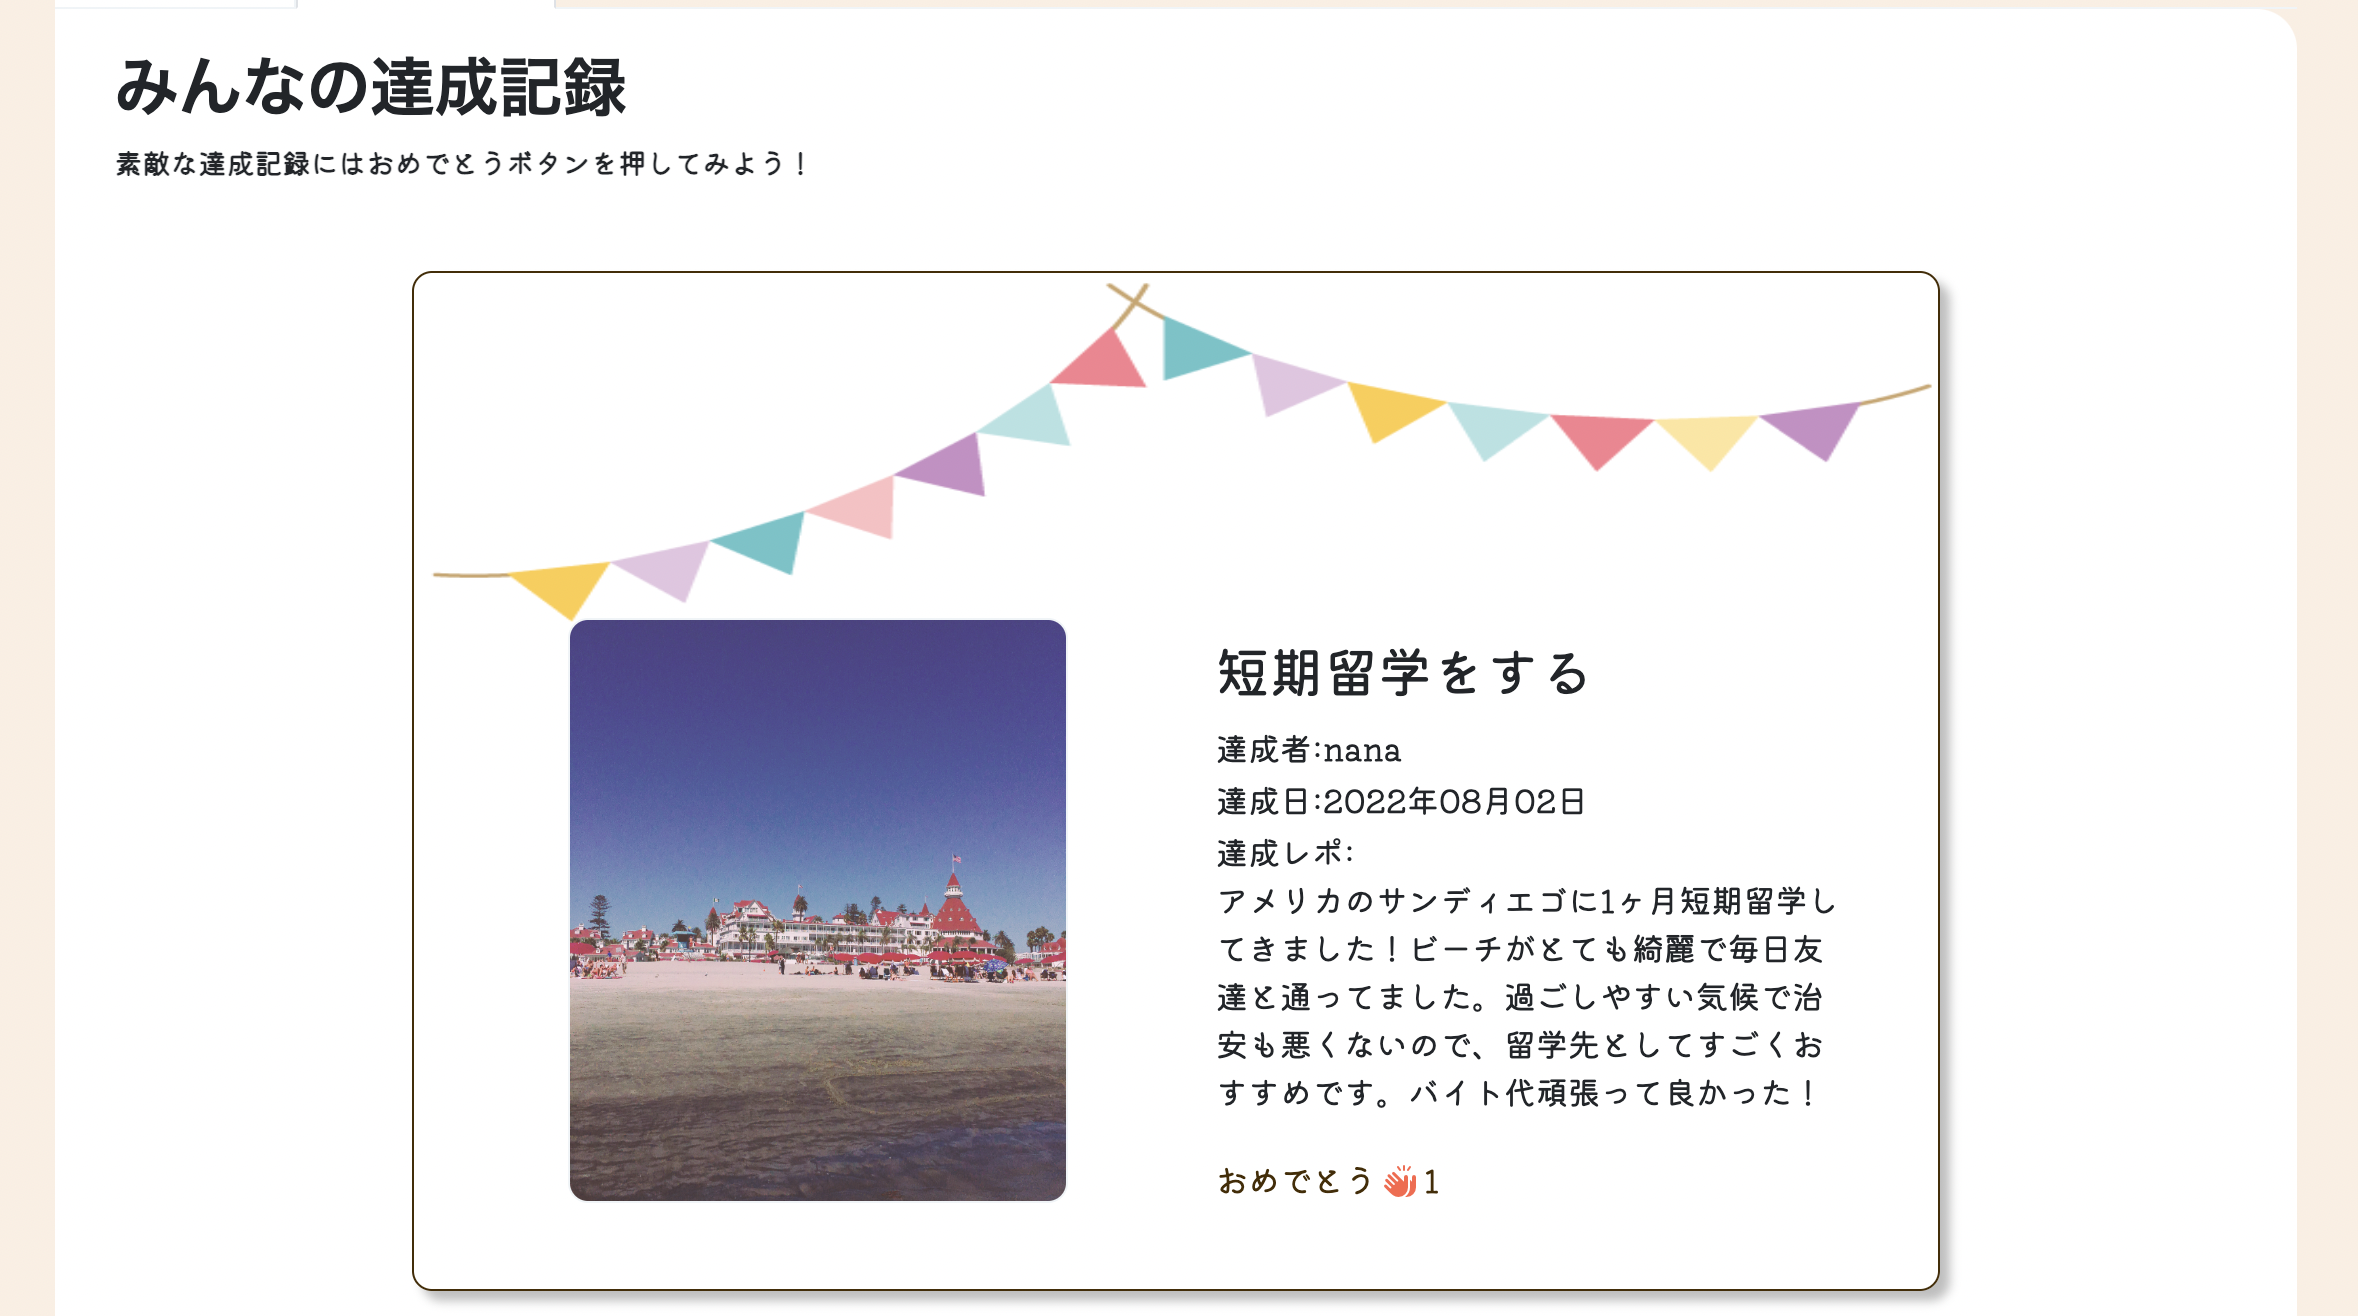 みんなの達成記録
素敵な達成記録にはおめでとうボタンを押してみよう！
短期留学をする
達成者:nana
達成日:2022年08月02日
達成レポ:
アメリカのサンディエゴに1ヶ月短期留学し
てきました！ビーチがとても綺麗で毎日友
達と通ってました。過ごしやすい気候で治
安も悪くないので、留学先としてすごくお
すすめです。バイト代頑張って良かった！
おめでとう 1